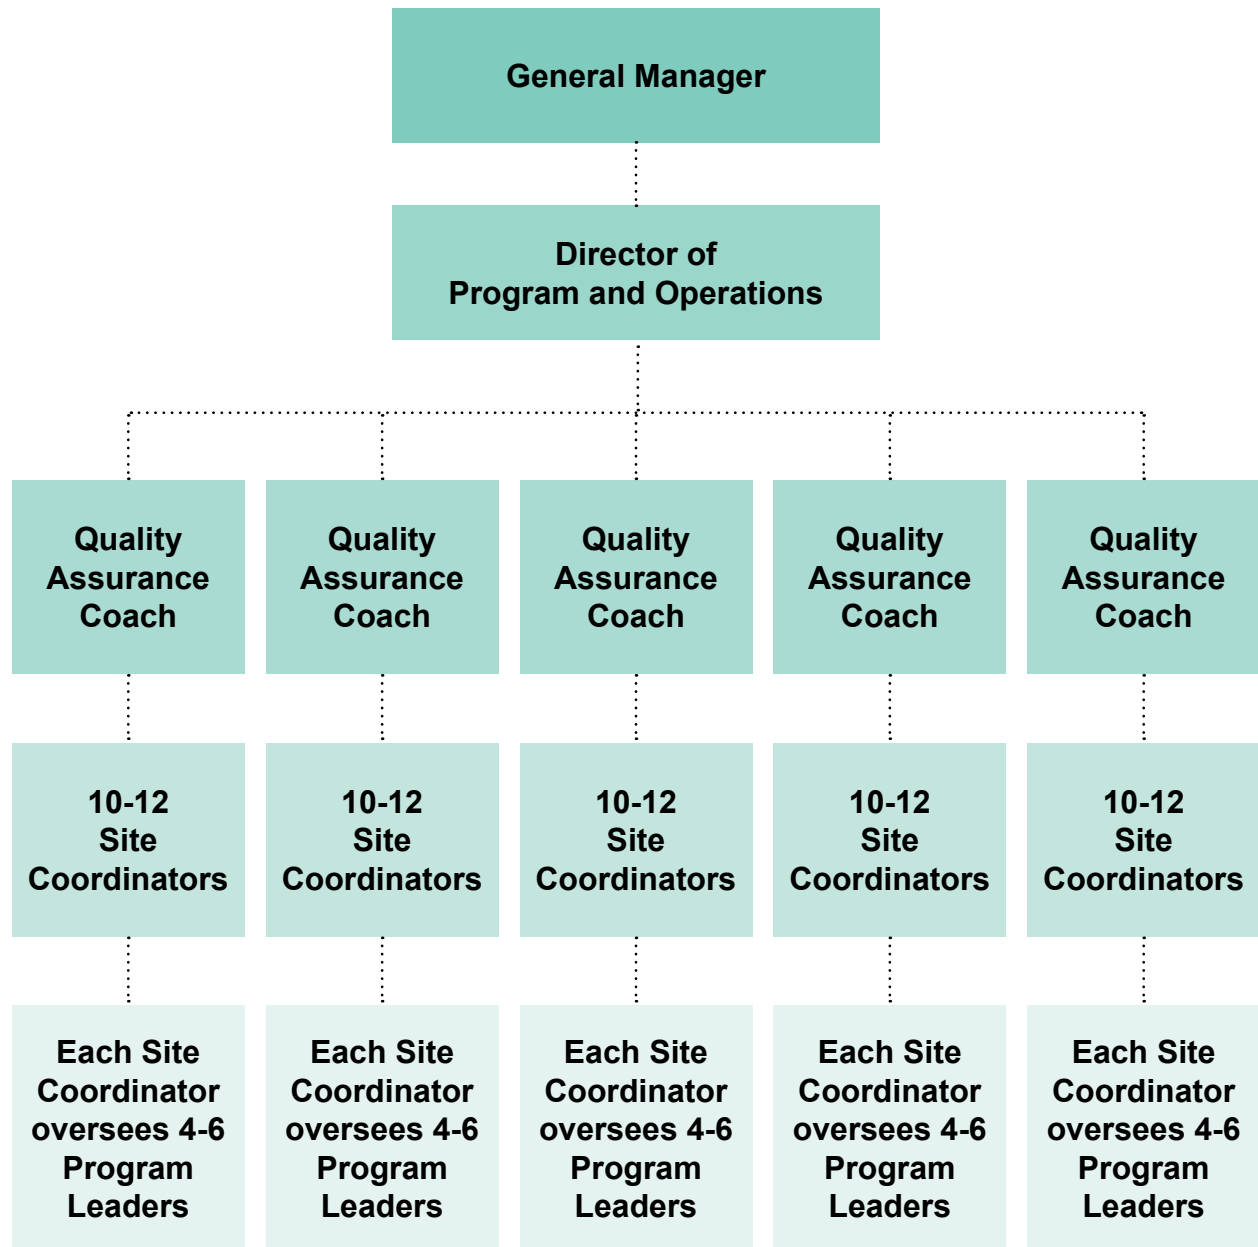 General Manager
Director of
Program and Operations
Quality
Assurance
Coach
Quality
Assurance
Coach
Quality
Assurance
Coach
Quality
Assurance
Coach
Quality
Assurance
Coach
10-12
Site
Coordinators
10-12
Site
Coordinators
10-12
Site
Coordinators
10-12
Site
Coordinators
10-12
Site
Coordinators
Each Site
Coordinator
oversees 4-6
Program
Leaders
Each Site
Coordinator
oversees 4-6
Program
Leaders
Each Site
Coordinator
oversees 4-6
Program
Leaders
Each Site
Coordinator
oversees 4-6
Program
Leaders
Each Site
Coordinator
oversees 4-6
Program
Leaders